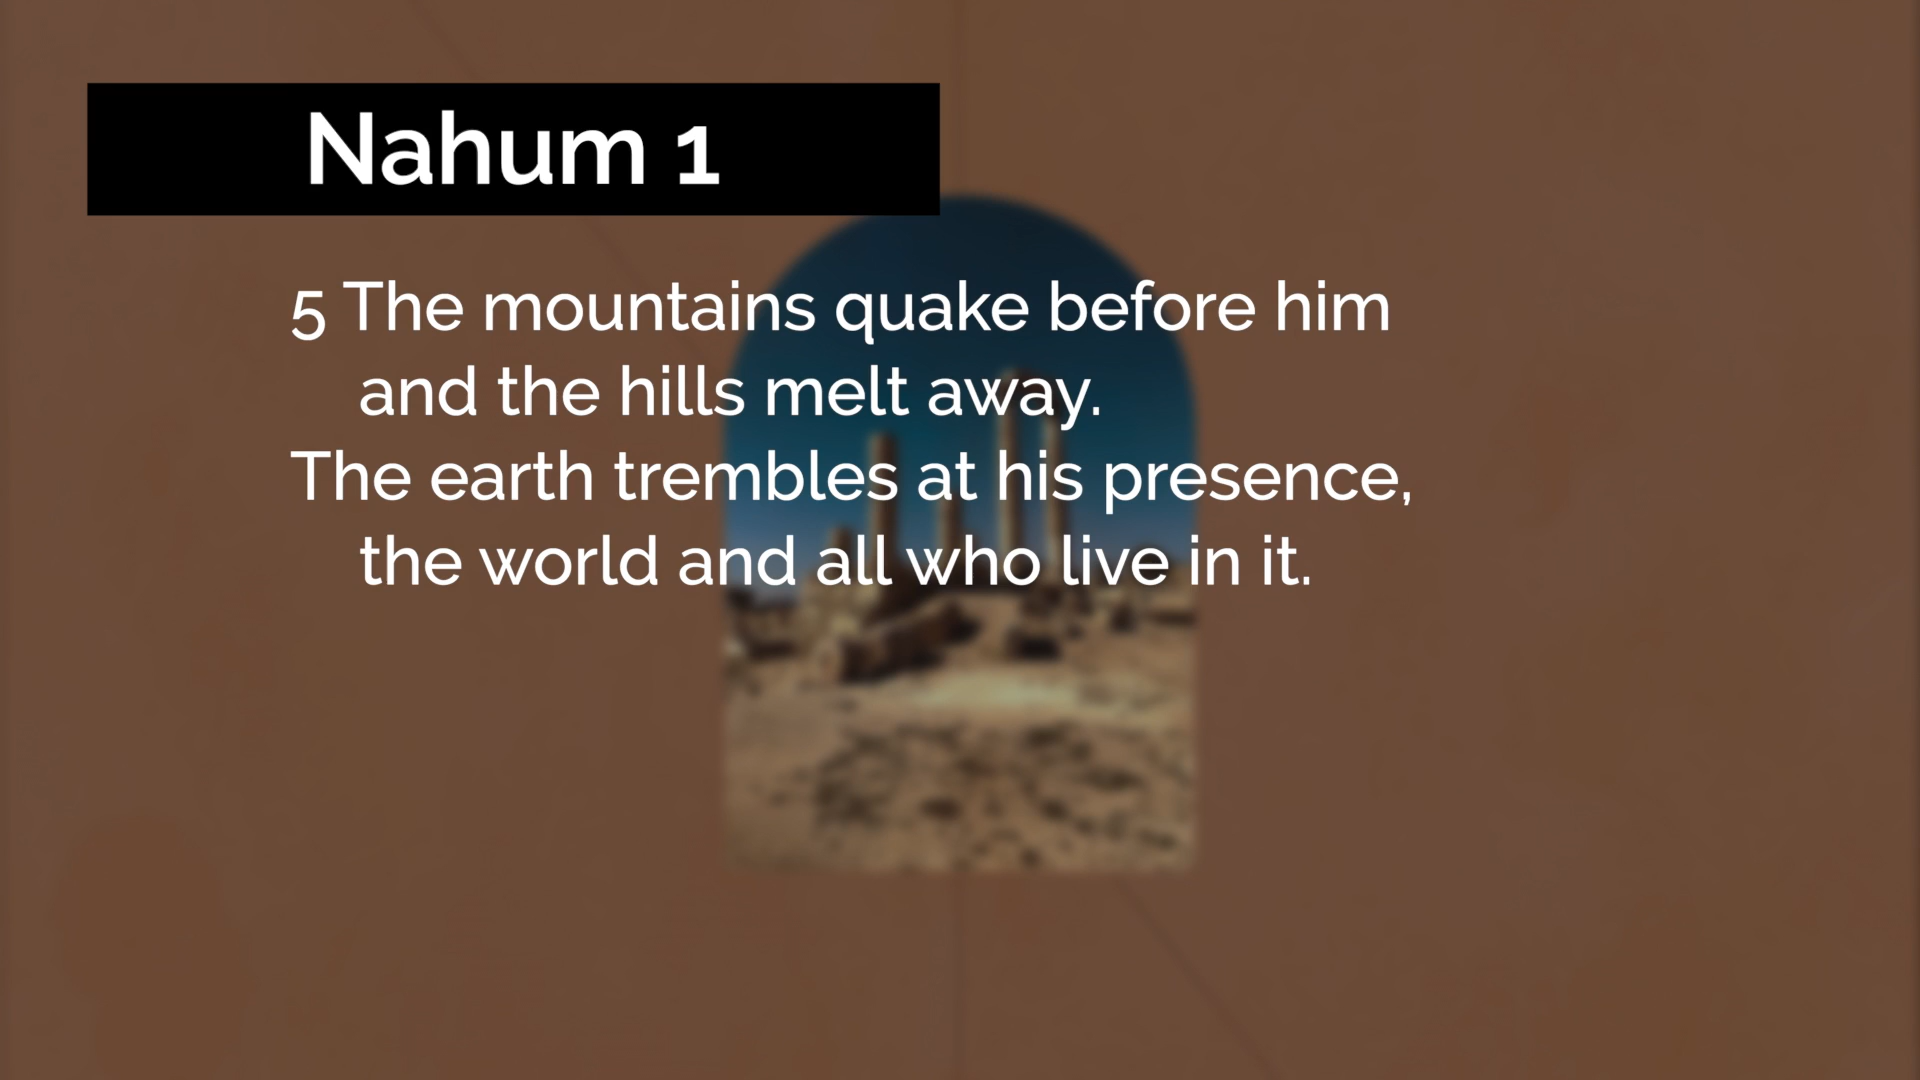 Nahum 1
5 The mountains quake before him
and the hills melt away.
The earth trembles at his presence,
the world and all who live in it.